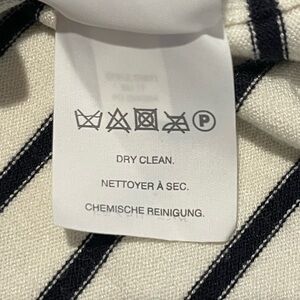 P
DRY CLEAN.
NETTOYER À SEC.
CHEMISCHE REINIGUNG.